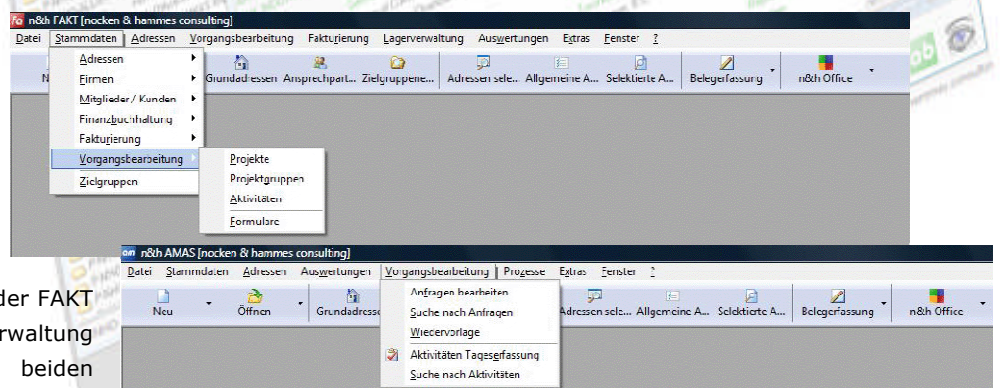 n&h FAKT [nocken & hammes consulting]
Datei Stammdaten Adressen Vorgangsbearbeitung Fakturierung Lagerverwaltung Auswertungen Extras Fenster ?
Grundadressen Ansprechpart... Zielgruppene... Adressen sele.. Allgemeine A... Selektierte A... Belegerfassung n&h Office
Adressen
Firmen
Mitglieder / Kunden
Finanzbuchhaltung
Fakturierung
Vorgangsbearbeitung
Zielgruppen
Projekte
Projektgruppen
Aktivitäten
Formulare
n&h AMAS [nocken & hammes consulting]
Datei Stammdaten Adressen Auswertungen Vorgangsbearbeitung Prozesse Extras Fenster ?
Neu Öffnen Grundadresse Adressen sele... Allgemeine A... Selektierte A... Belegerfassung n&h Office
Anfragen bearbeiten
Suche nach Anfragen
Wiedervorlage
Aktivitäten Tageserfassung
Suche nach Aktivitäten
der FAKT
rwaltung
beiden